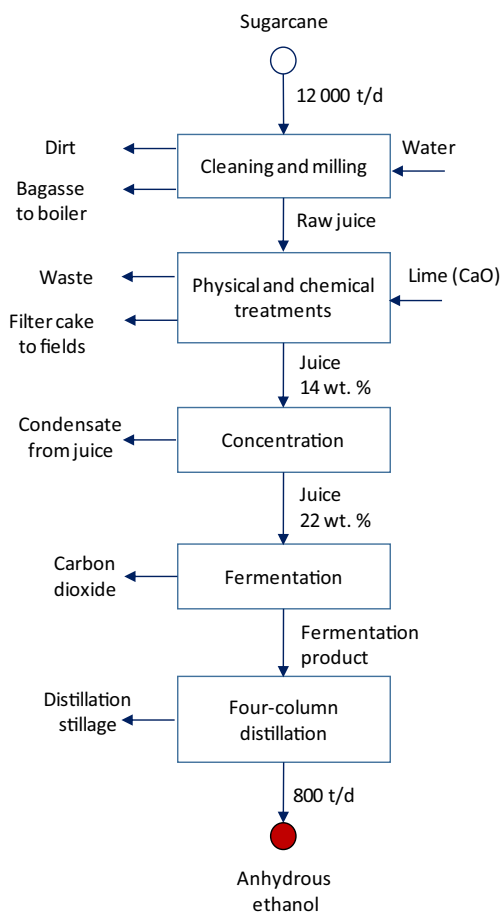 Sugarcane
12 000 t/d
Dirt
Cleaning and milling
Water
Bagasse
to boiler
Raw juice
Waste
Physical and chemical
treatments
Lime (CaO)
Filter cake
to fields
Juice
14 wt. %
Condensate
from juice
Concentration
Juice
22 wt. %
Carbon
dioxide
Fermentation
Fermentation
product
Distillation
stillage
Four-column
distillation
800 t/d
Anhydrous
ethanol